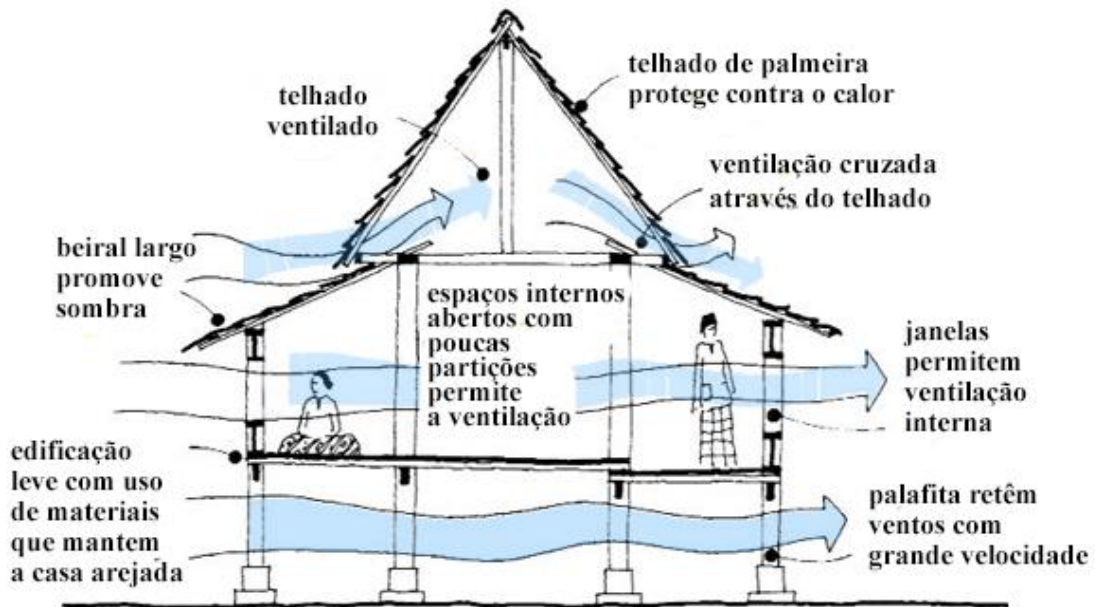 telhado
ventilado
telhado de palmeira
protege contra o calor
ventilação cruzada
através do telhado
beiral largo
promove
sombra
espaços internos
abertos com
poucas
partições
permite
a ventilação
janelas
permitem
ventilação
interna
edificação
leve com uso
de materiais
que mantem
a casa arejada
palafita retêm
ventos com
grande velocidade